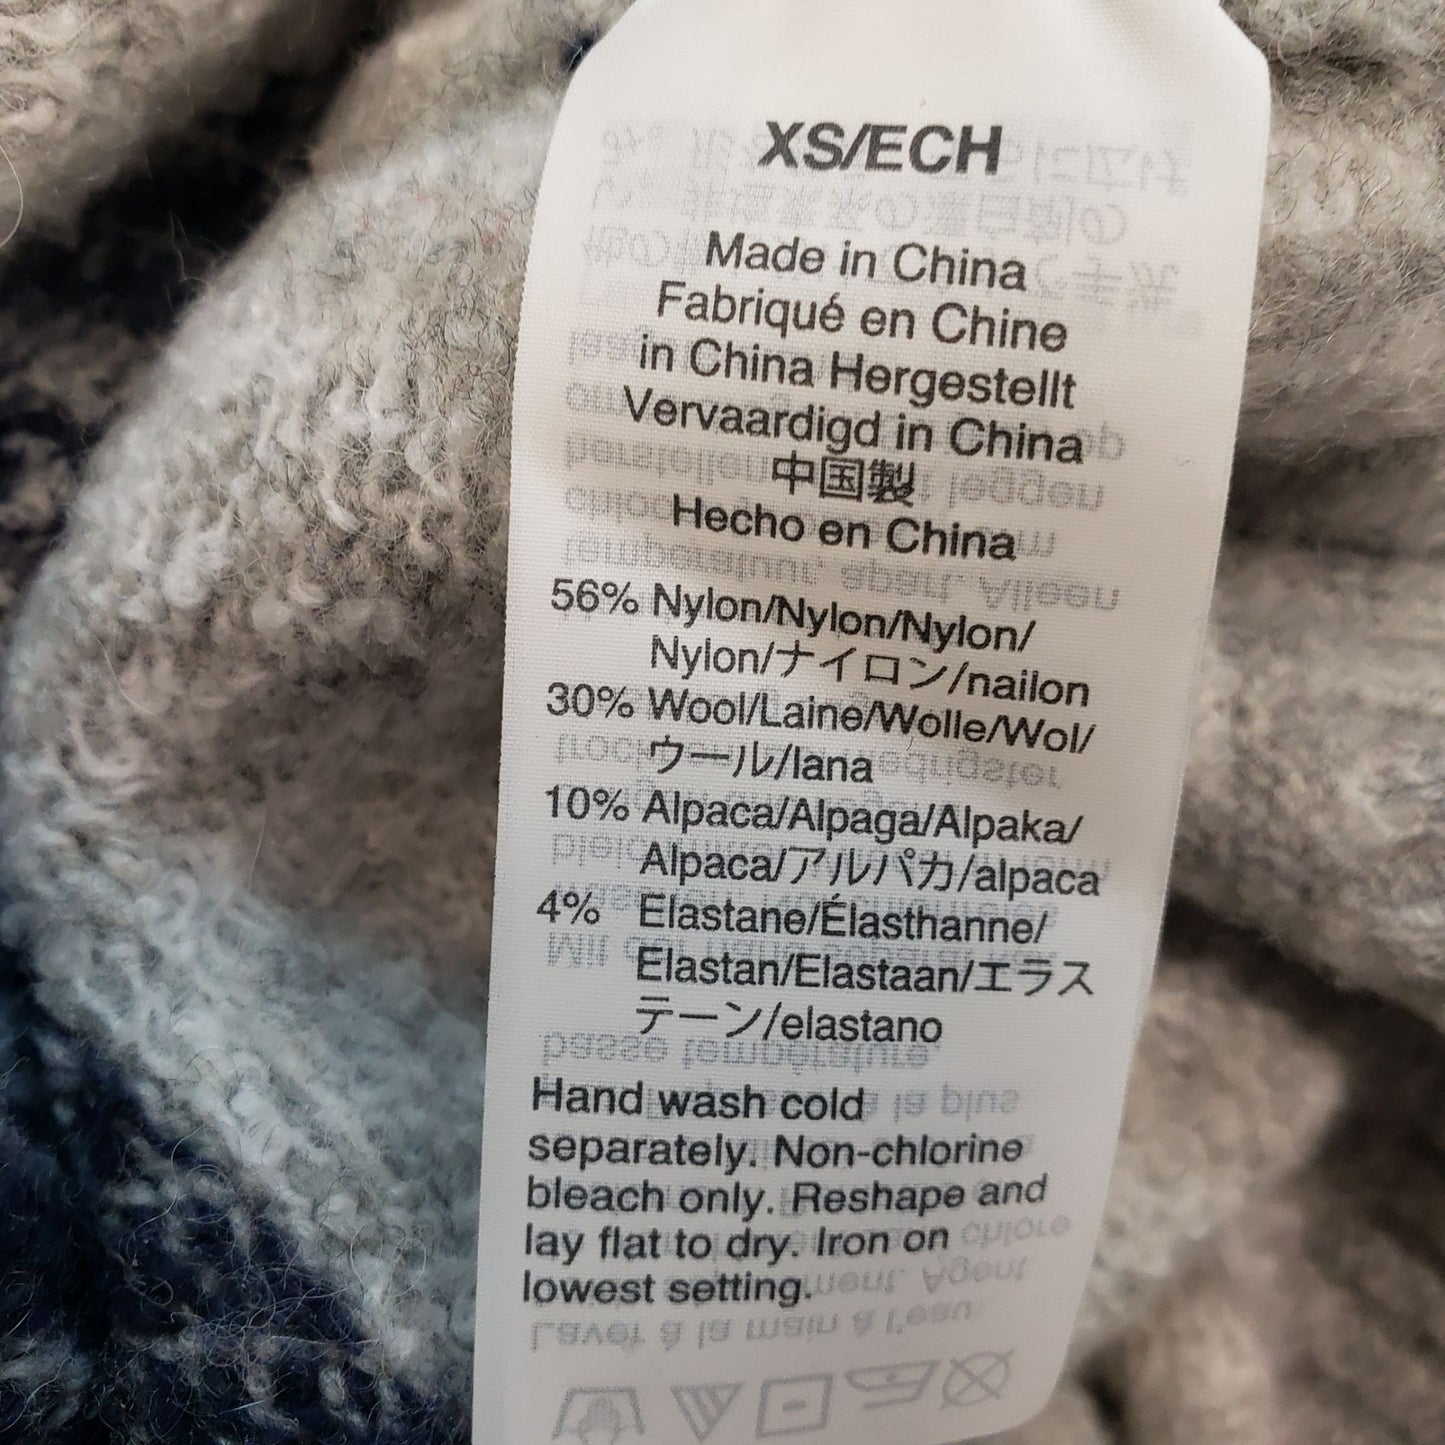 XS/ECH
Made in China
Fabriqué en Chine
in China Hergestellt
Vervaardigd in China
中国製
Hecho en China
56% Nylon/Nylon/Nylon/
Nylon/ナイロン/nailon
30% Wool/Laine/Wolle/Wol/
ウール/lana
10% Alpaca/Alpaga/Alpaka/
Alpaca/アルパカ/alpaca
4% Elastane/Élasthanne/
Elastan/Elastaan/エラス
テーン/elastano
Hand wash cold
separately. Non-chlorine
bleach only. Reshape and
lay flat to dry. Iron on
lowest setting.